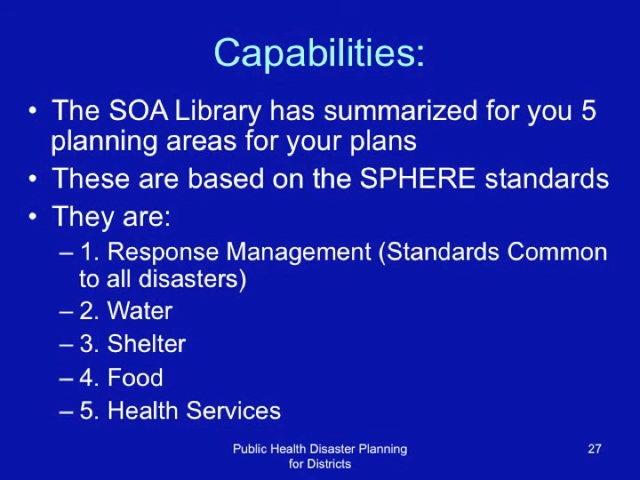 Capabilities:
• The SOA Library has summarized for you 5
planning areas for your plans
• These are based on the SPHERE standards
• They are:
– 1. Response Management (Standards Common
to all disasters)
– 2. Water
– 3. Shelter
– 4. Food
– 5. Health Services
Public Health Disaster Planning
for Districts
27